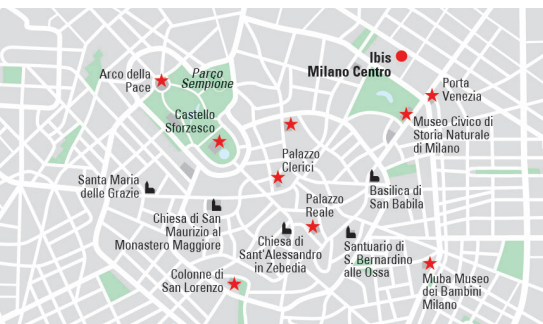 Ibis
Milano Centro
Arco della
Pace
Parco
Sempione
Porta
Venezia
Castello
Sforzesco
Museo Civico di
Storia Naturale
di Milano
Palazzo
Clerici
Santa Maria
delle Grazie
Basilica di
San Babila
Chiesa di San
Maurizio al
Monastero Maggiore
Palazzo
Reale
Chiesa di
Sant'Alessandro
in Zebedia
Santuario di
S. Bernardino
alle Ossa
Colonne di
San Lorenzo
Muba Museo
dei Bambini
Milano